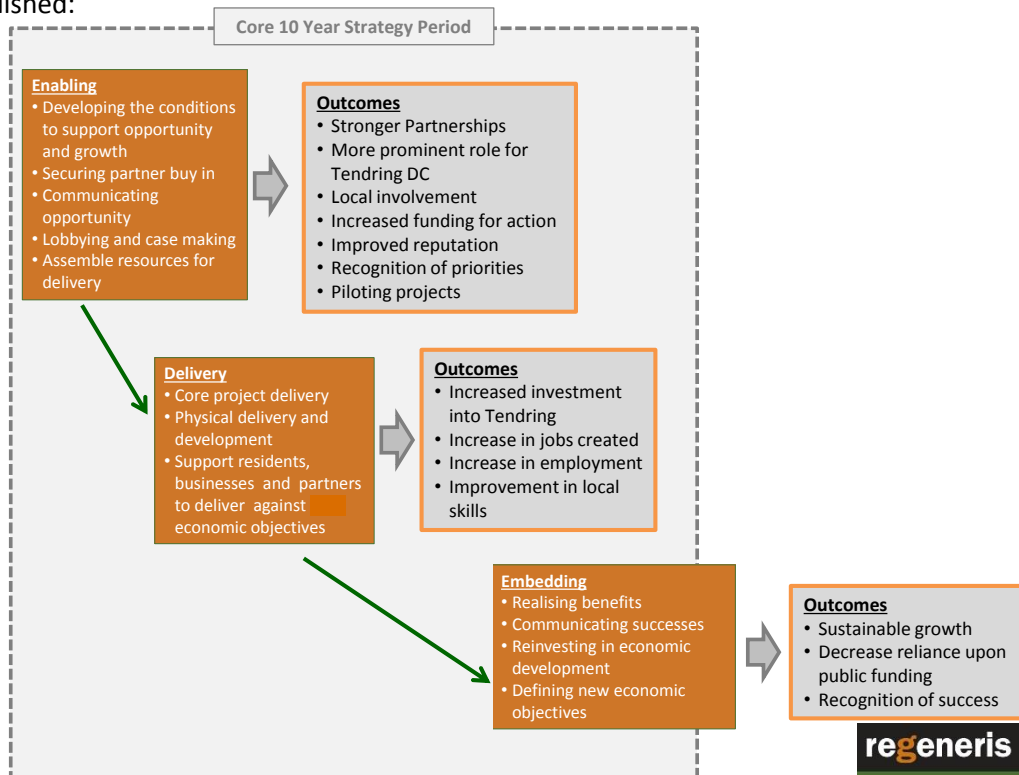 lished:
Core 10 Year Strategy Period
Enabling
• Developing the conditions
to support opportunity
and growth
• Securing partner buy in
• Communicating
opportunity
• Lobbying and case making
• Assemble resources for
delivery
Outcomes
• Stronger Partnerships
• More prominent role for
Tendring DC
• Local involvement
• Increased funding for action
• Improved reputation
• Recognition of priorities
• Piloting projects
Delivery
• Core project delivery
• Physical delivery and
development
• Support residents,
businesses and partners
to deliver against
economic objectives
Outcomes
• Increased investment
into Tendring
• Increase in jobs created
• Increase in employment
• Improvement in local
skills
Embedding
• Realising benefits
• Communicating successes
• Reinvesting in economic
development
• Defining new economic
objectives
Outcomes
• Sustainable growth
• Decrease reliance upon
public funding
• Recognition of success
regeneris